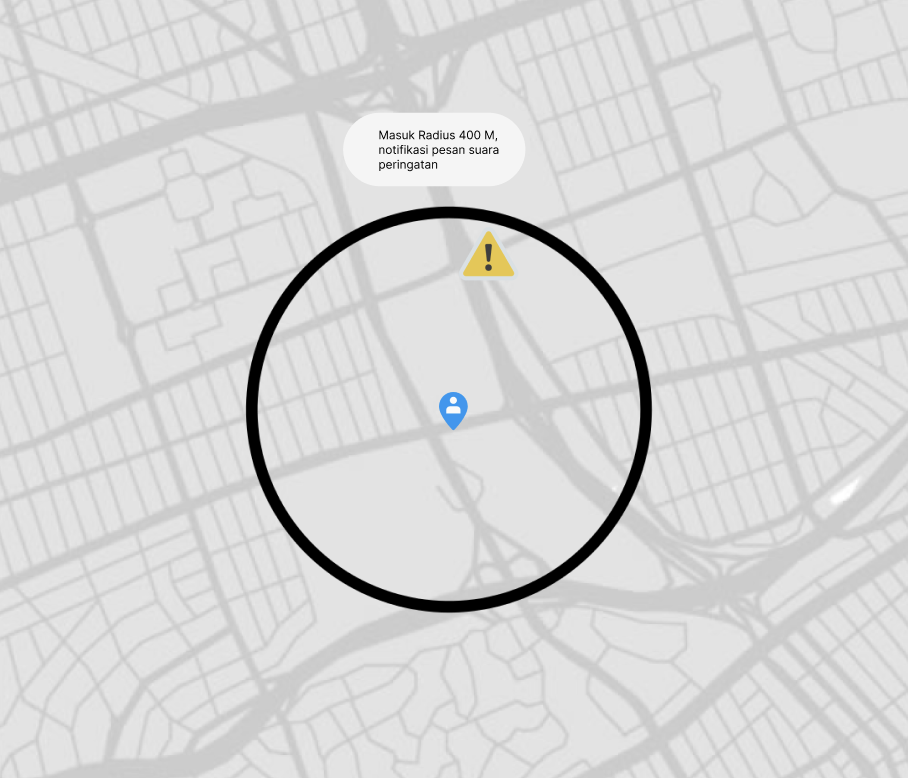 Masuk Radius 400 M,
notifikasi pesan suara
peringatan